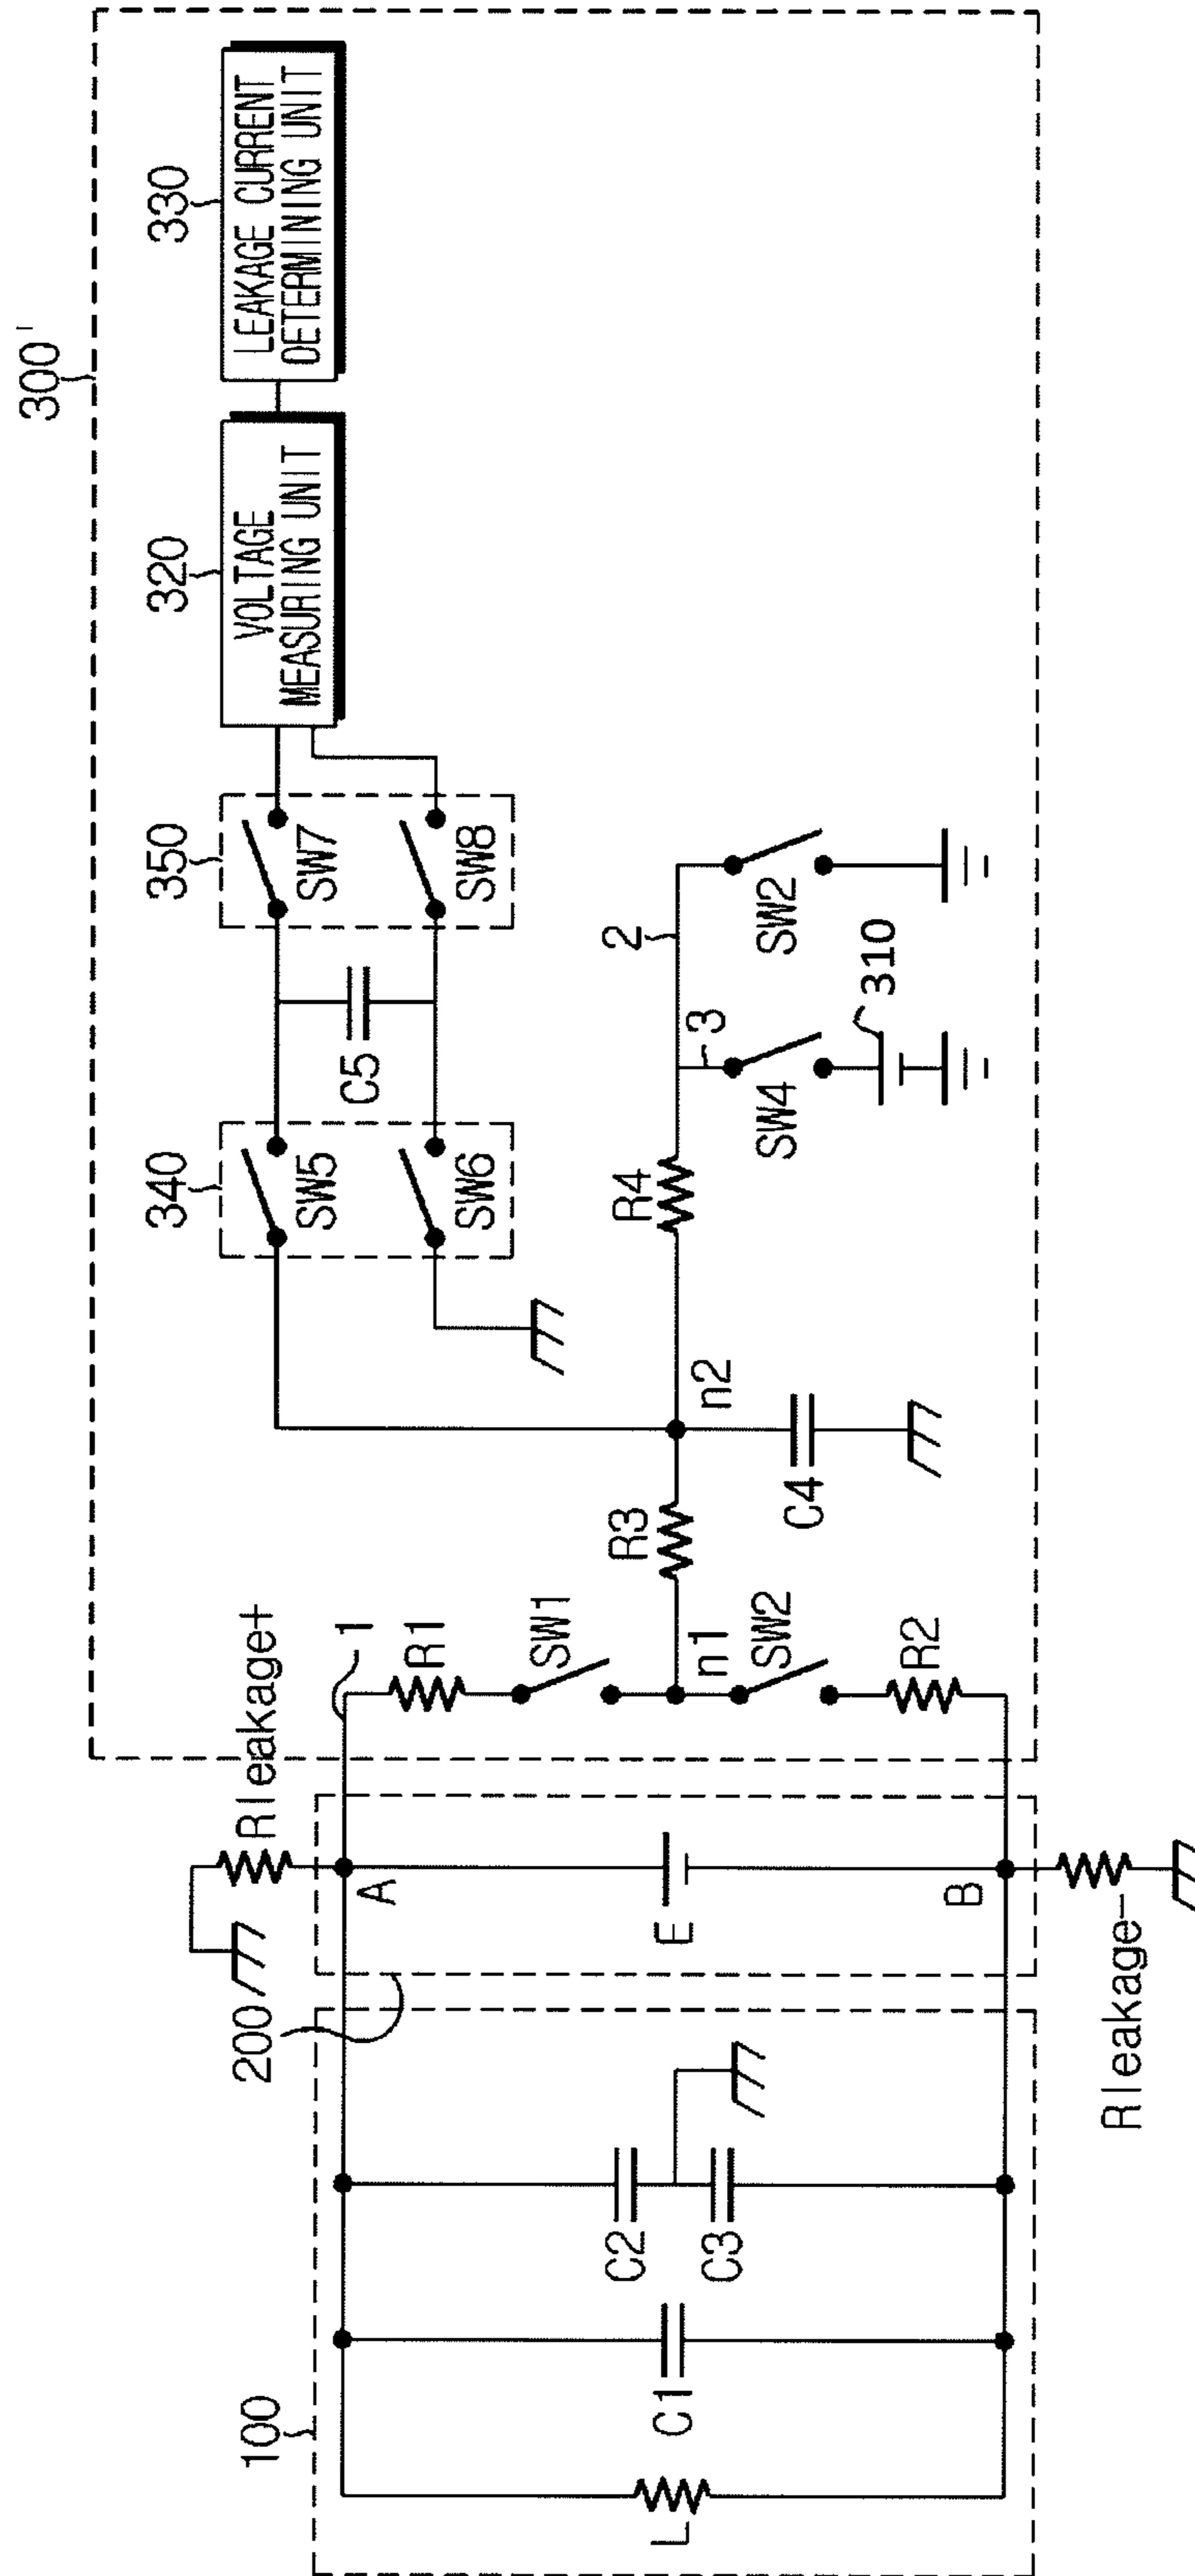 300'
330
LEAKAGE CURRENT
DETERMINING UNIT
320
VOLTAGE
MEASURING UNIT
350
SW7
SW8
C5
340
SW5
SW6
2
SW2
3
SW4
310
R4
n2
C4
R3
Rleakage+
1
R1
SW1
n1
SW2
R2
A
E
B
Rleakage-
200
100
C2
C3
C1
L